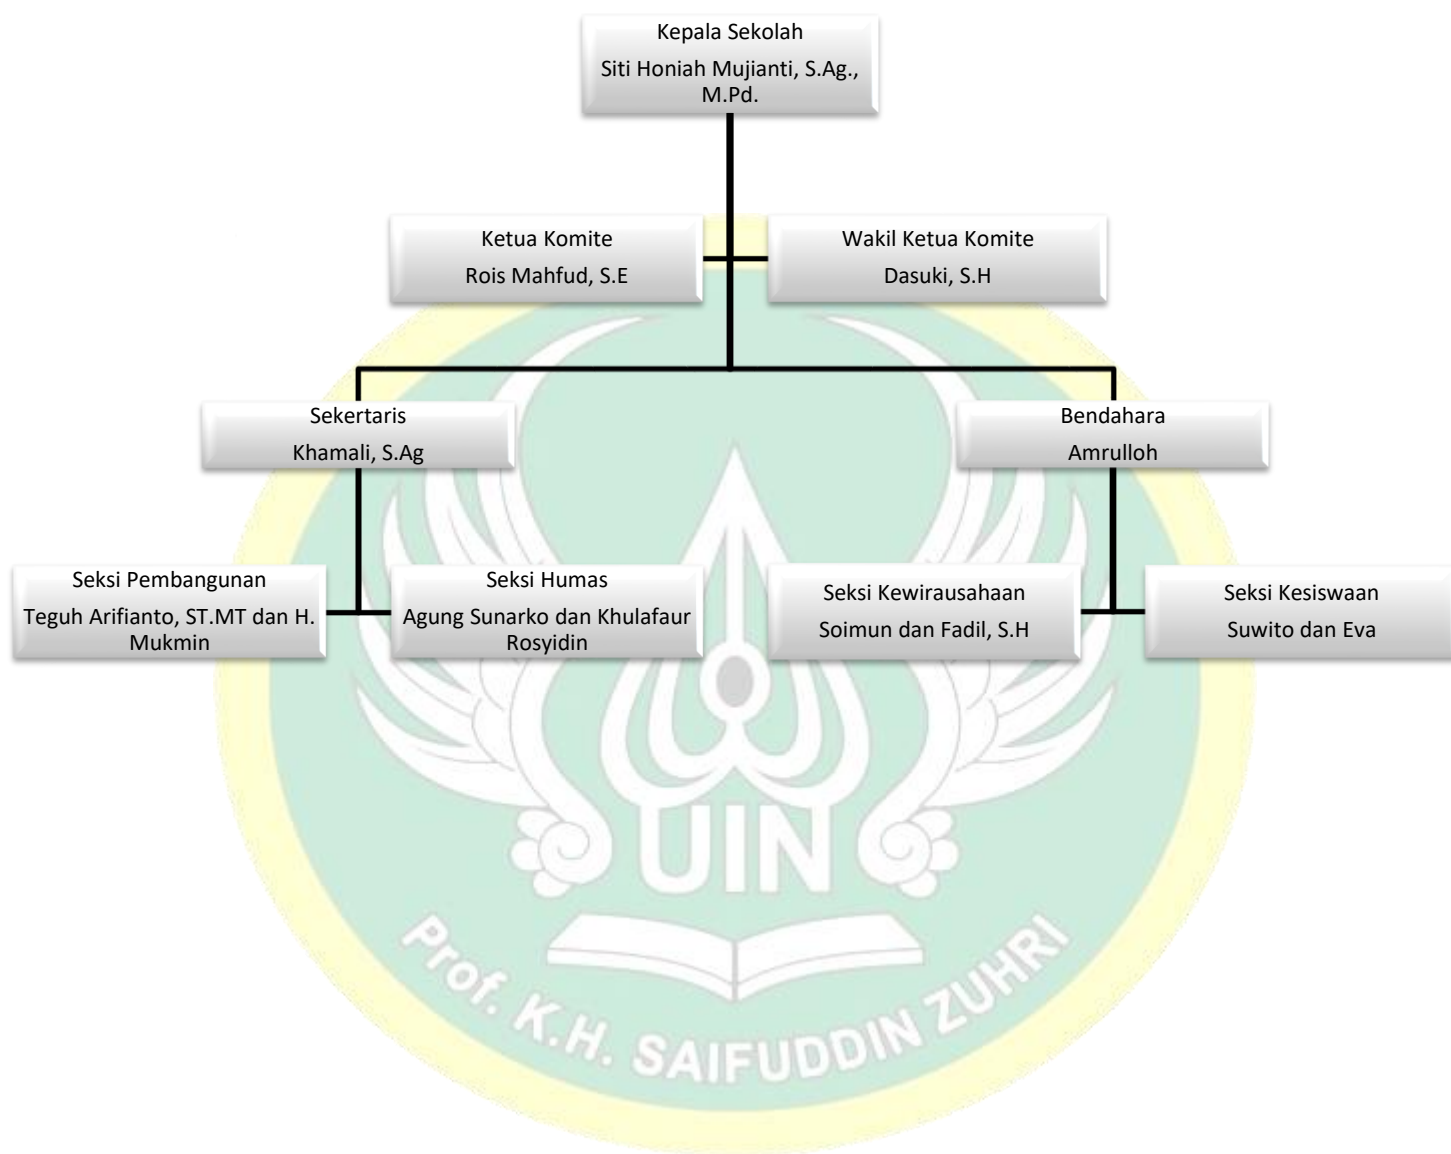 Kepala Sekolah
Siti Honiah Mujianti, S.Ag.,
M.Pd.
Ketua Komite
Rois Mahfud, S.E
Wakil Ketua Komite
Dasuki, S.H
Sekertaris
Khamali, S.Ag
Bendahara
Amrulloh
Seksi Pembangunan
Teguh Arifianto, ST.MT dan H.
Mukmin
Seksi Humas
Agung Sunarko dan Khulafaur
Rosyidin
Seksi Kewirausahaan
Soimun dan Fadil, S.H
Seksi Kesiswaan
Suwito dan Eva
UIN
Prof. K.H. SAIFUDDIN ZUHRI